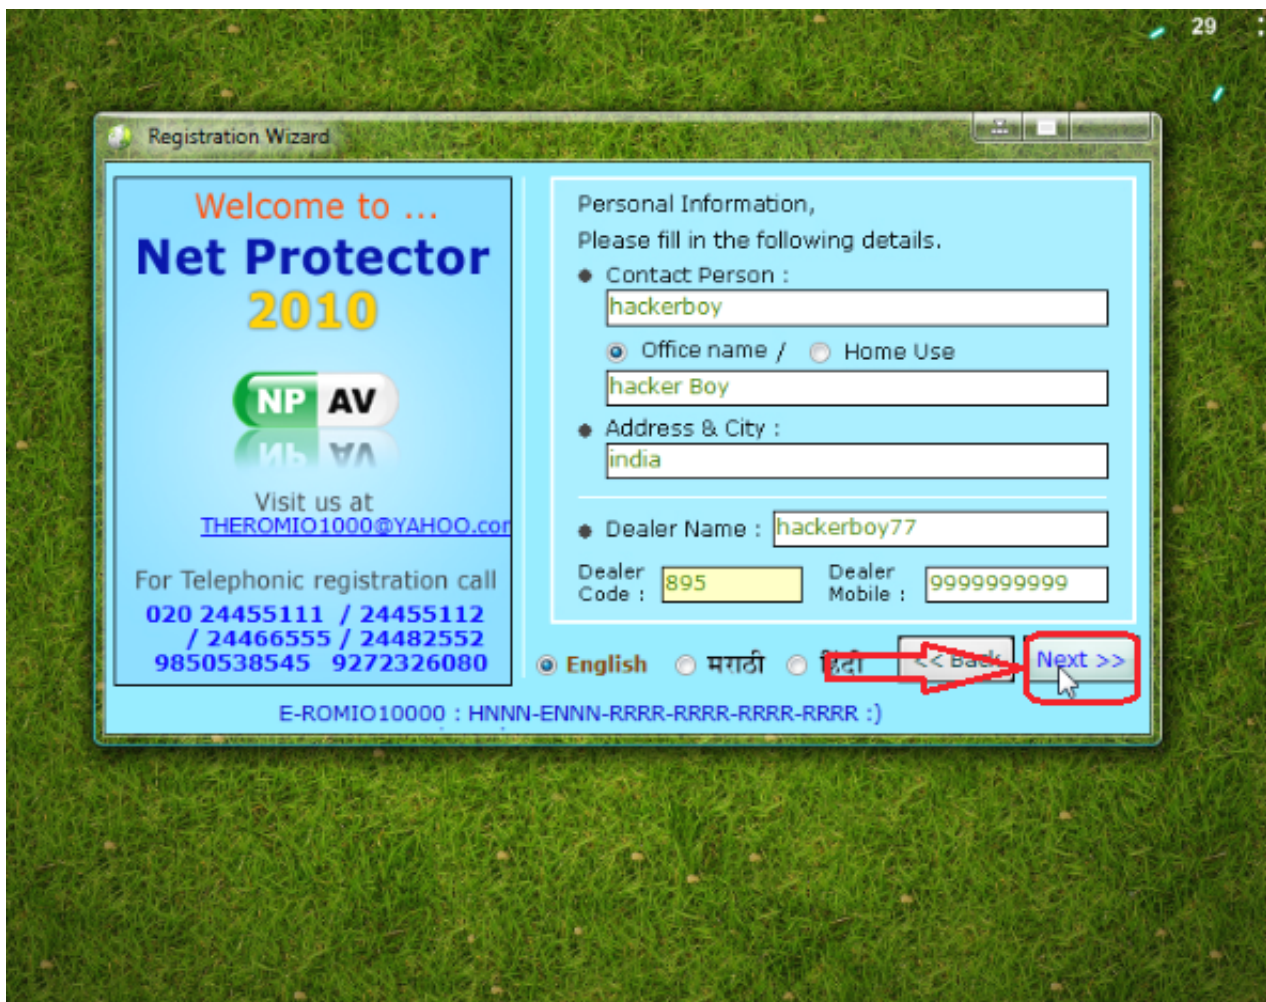 29
Registration Wizard
Welcome to ...
Net Protector
2010
NP AV
Visit us at
THEROMIO1000@YAHOO.com
For Telephonic registration call
020 24455111 / 24455112
/ 24466555 / 24482552
9850538545 9272326080
Personal Information,
Please fill in the following details.
Contact Person :
hackerboy
Office name / Home Use
hacker Boy
Address & City :
india
Dealer Name : hackerboy77
Dealer Code : 895 Dealer Mobile : 9999999999
English मराठी हिंदी << Back Next >>
E-ROMIO10000 : HNNN-ENNN-RRRR-RRRR-RRRR-RRRR :)